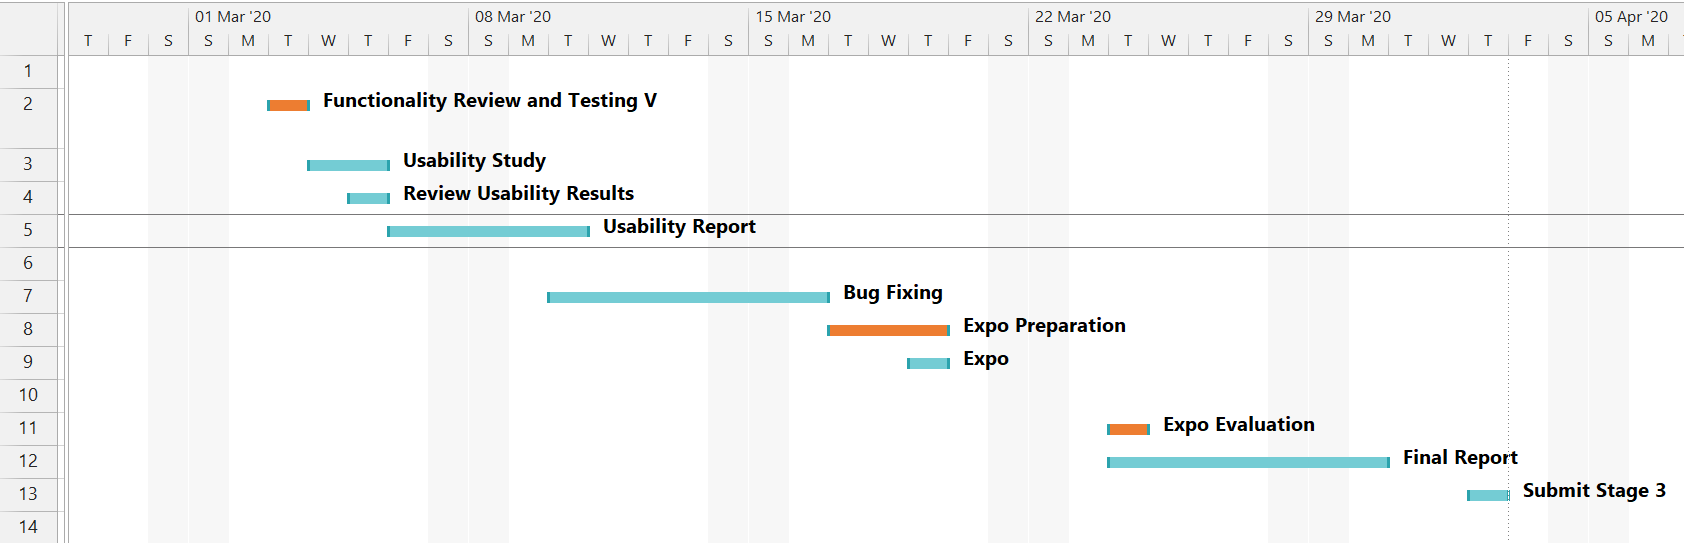 01 Mar '20 08 Mar '20 15 Mar '20 22 Mar '20 29 Mar '20 05 Apr '20
T F S S M T W T F S S M T W T F S S M T W T F S S M T W T F S S M T W T F S S M
1
2 Functionality Review and Testing V
3 Usability Study
4 Review Usability Results
5 Usability Report
6
7 Bug Fixing
8 Expo Preparation
9 Expo
10
11 Expo Evaluation
12 Final Report
13 Submit Stage 3
14